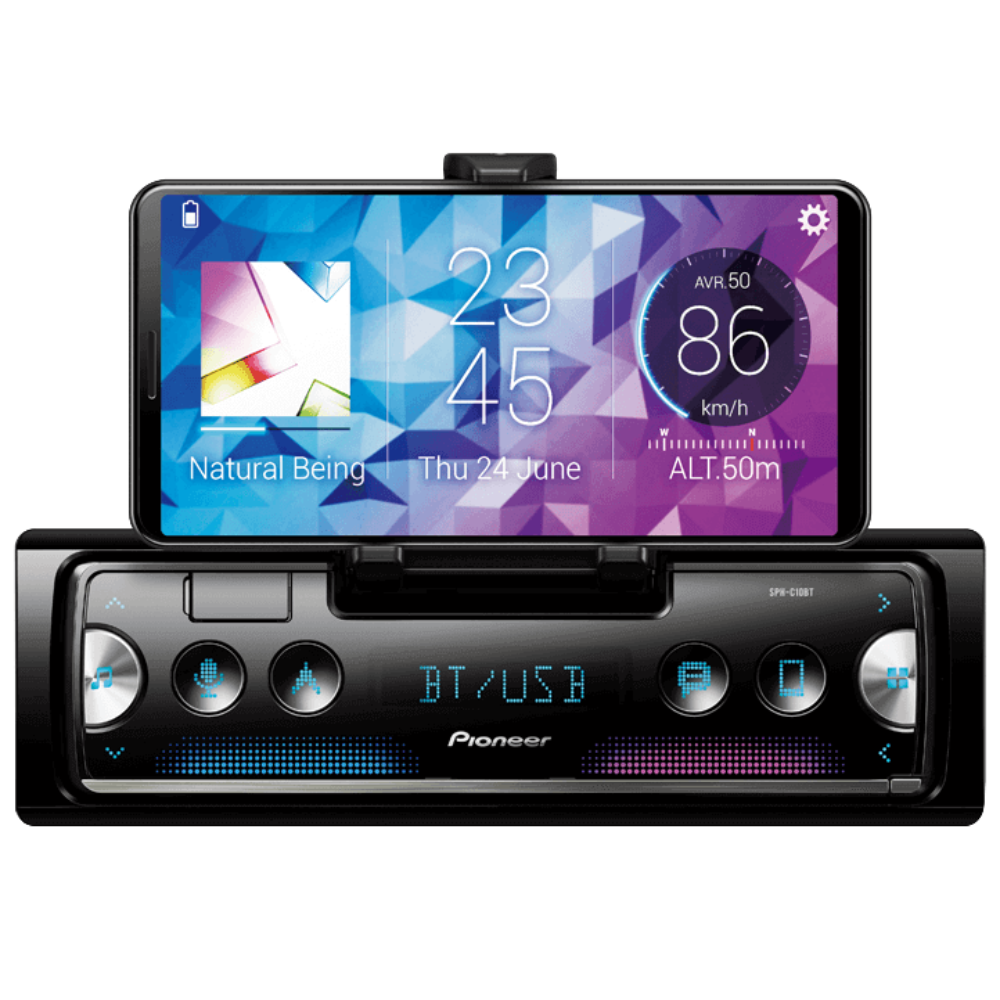 23
45
AVR.50
86
km/h
W N
Natural Being
Thu 24 June
ALT.50m
SPH-C10BT
BT/USB
Pioneer